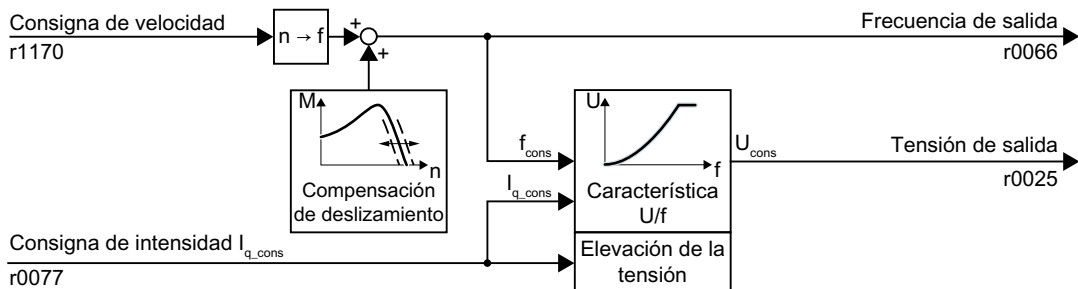 Consigna de velocidad
r1170
n → f
+
+
Frecuencia de salida
r0066
M
n
Compensación
de deslizamiento
f_cons
I_q_cons
U
f
Característica
U/f
U_cons
Tensión de salida
r0025
Consigna de intensidad I_q_cons
r0077
Elevación de la
tensión